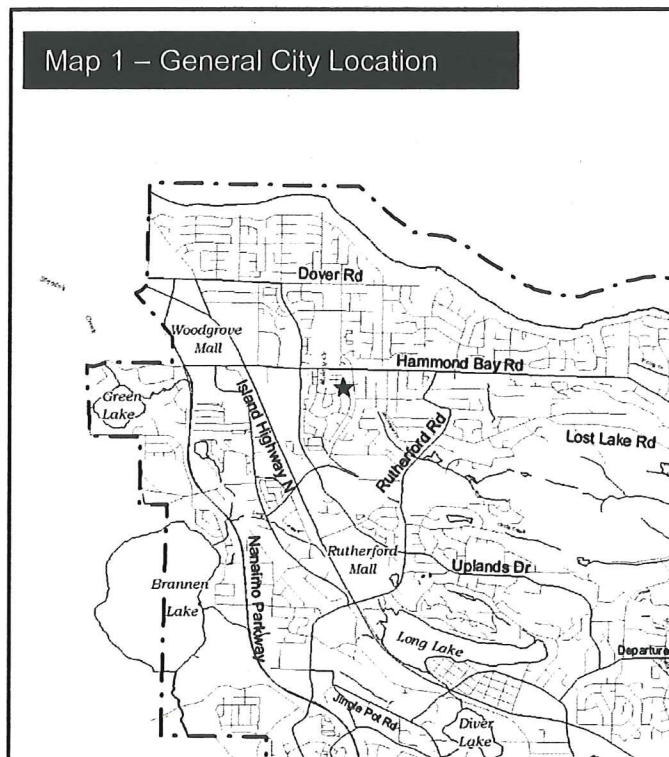 Map 1 – General City Location
Dover Rd
Woodgrove
Mall
Hammond Bay Rd
Green
Lake
Island Highway N
Rutherford Rd
Lost Lake Rd
Nanaimo Parkway
Rutherford
Mall
Uplands Dr
Brannen
Lake
Long Lake
Departure
Jingle Pot Rd
Diver
Lake